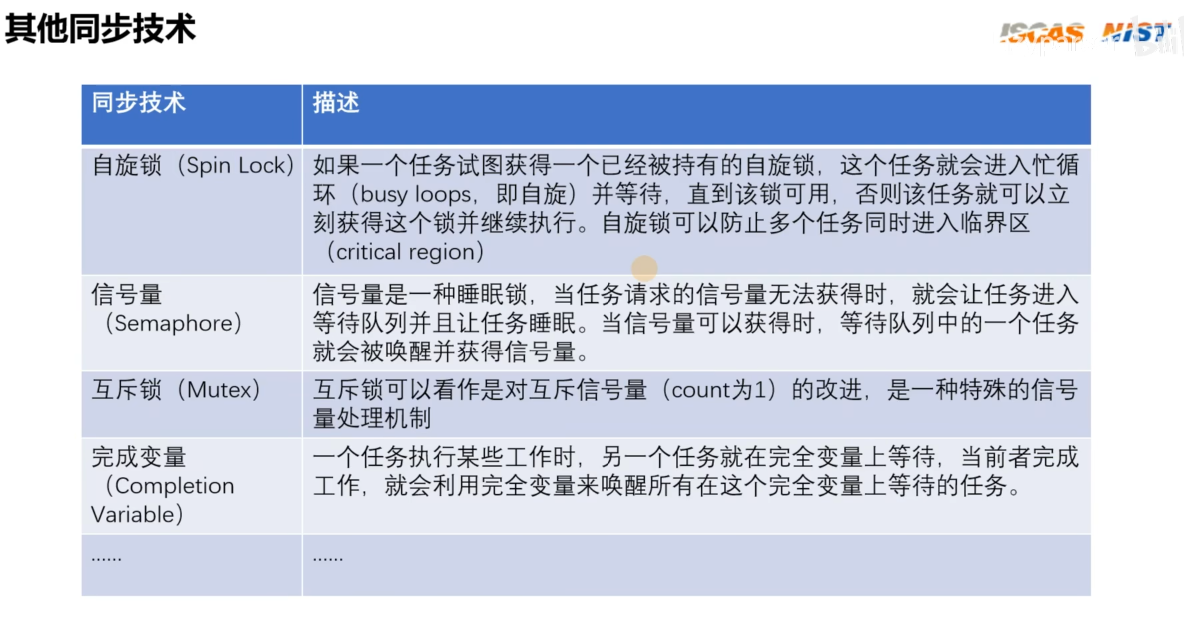 其他同步技术
ISCAS NIST
同步技术
描述
自旋锁（Spin Lock）
如果一个任务试图获得一个已经被持有的自旋锁，这个任务就会进入忙循
环（busy loops，即自旋）并等待，直到该锁可用，否则该任务就可以立
刻获得这个锁并继续执行。自旋锁可以防止多个任务同时进入临界区
（critical region）
信号量
（Semaphore）
信号量是一种睡眠锁，当任务请求的信号量无法获得时，就会让任务进入
等待队列并且让任务睡眠。当信号量可以获得时，等待队列中的一个任务
就会被唤醒并获得信号量。
互斥锁（Mutex）
互斥锁可以看作是对互斥信号量（count为1）的改进，是一种特殊的信号
量处理机制
完成变量
（Completion
Variable）
一个任务执行某些工作时，另一个任务就在完全变量上等待，当前者完成
工作，就会利用完全变量来唤醒所有在这个完全变量上等待的任务。
......
......